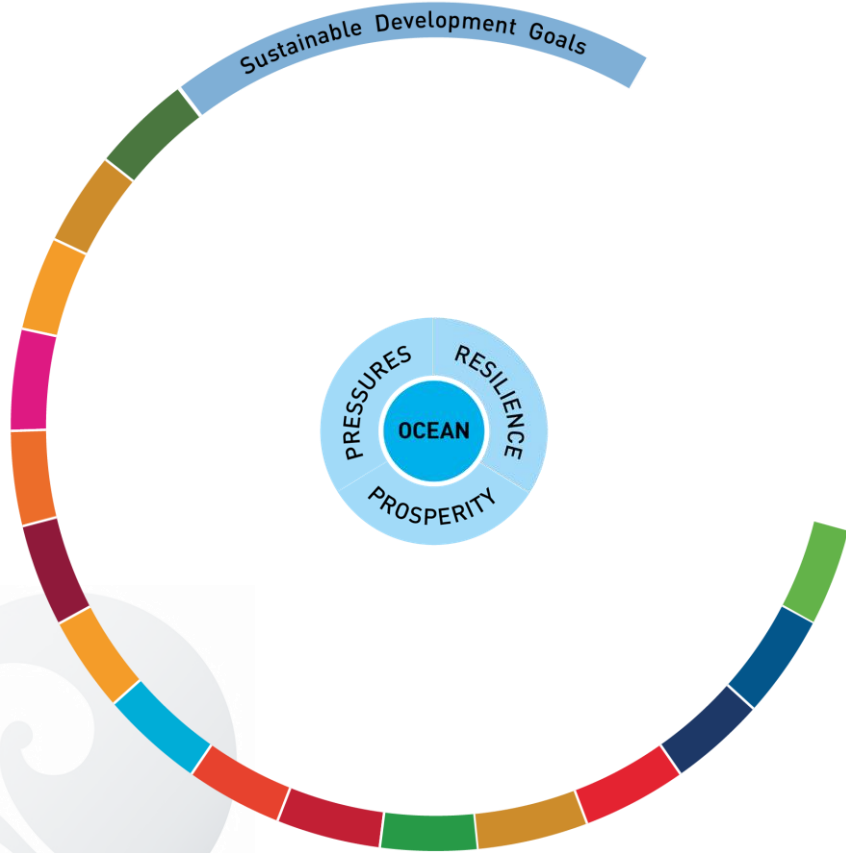 Sustainable Development Goals
PRESSURES
RESILIENCE
OCEAN
PROSPERITY